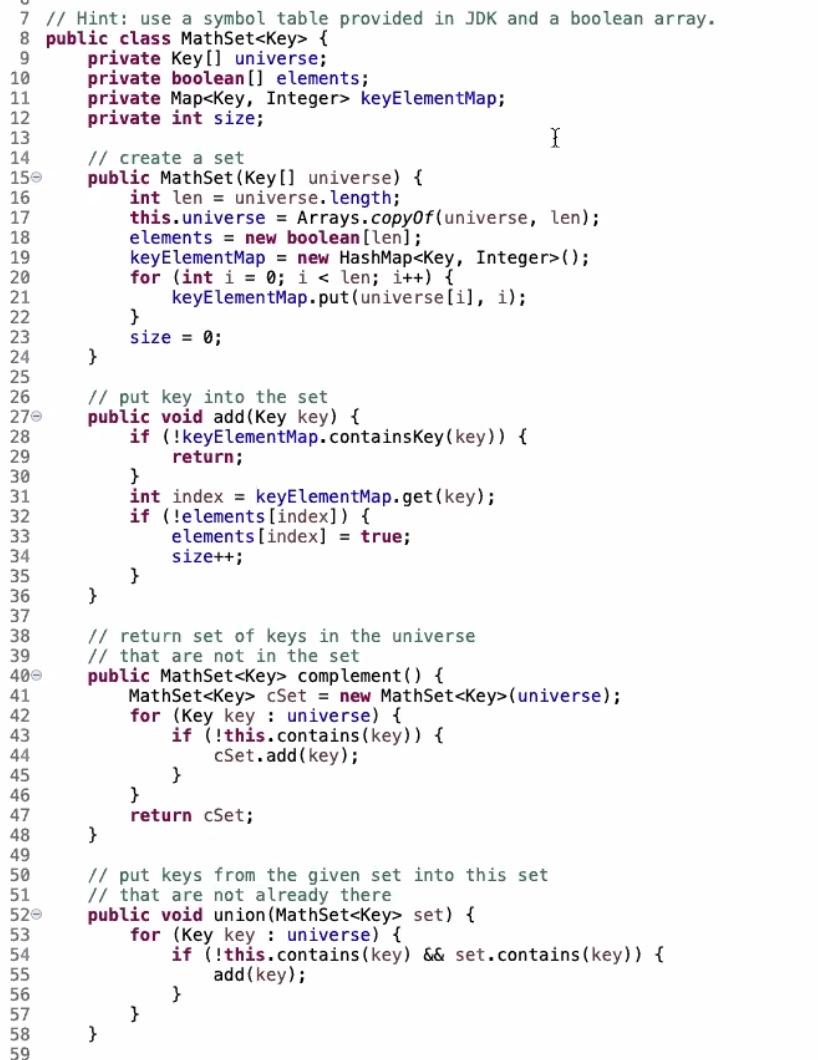 7 // Hint: use a symbol table provided in JDK and a boolean array.
8 public class MathSet<Key> {
9     private Key[] universe;
10     private boolean[] elements;
11     private Map<Key, Integer> keyElementMap;
12     private int size;
13
14     // create a set
15     public MathSet(Key[] universe) {
16         int len = universe.length;
17         this.universe = Arrays.copyOf(universe, len);
18         elements = new boolean[len];
19         keyElementMap = new HashMap<Key, Integer>();
20         for (int i = 0; i < len; i++) {
21             keyElementMap.put(universe[i], i);
22         }
23         size = 0;
24     }
25
26     // put key into the set
27     public void add(Key key) {
28         if (!keyElementMap.containsKey(key)) {
29             return;
30         }
31         int index = keyElementMap.get(key);
32         if (!elements[index]) {
33             elements[index] = true;
34             size++;
35         }
36     }
37
38     // return set of keys in the universe
39     // that are not in the set
40     public MathSet<Key> complement() {
41         MathSet<Key> cSet = new MathSet<Key>(universe);
42         for (Key key : universe) {
43             if (!this.contains(key)) {
44                 cSet.add(key);
45             }
46         }
47         return cSet;
48     }
49
50     // put keys from the given set into this set
51     // that are not already there
52     public void union(MathSet<Key> set) {
53         for (Key key : universe) {
54             if (!this.contains(key) && set.contains(key)) {
55                 add(key);
56             }
57         }
58     }
59